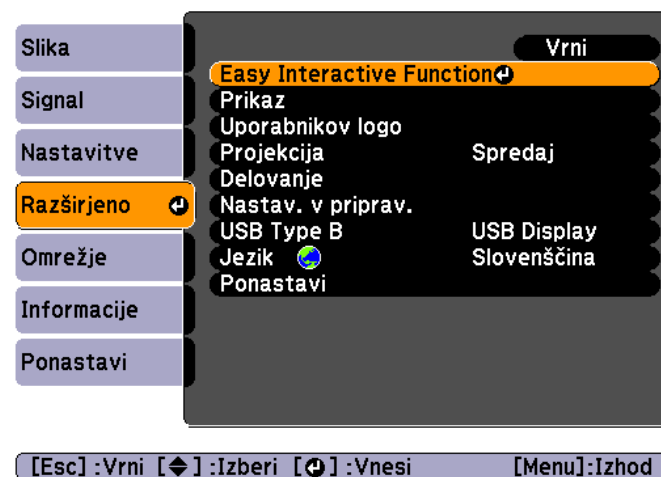 Slika
Signal
Nastavitve
Razširjeno
Omrežje
Informacije
Ponastavi
Vrni
Easy Interactive Function
Prikaz
Uporabnikov logo
Projekcija Spredaj
Delovanje
Nastav. v priprav.
USB Type B USB Display
Jezik Slovenščina
Ponastavi
[Esc] :Vrni [◆] :Izberi [↵] :Vnesi [Menu]:Izhod